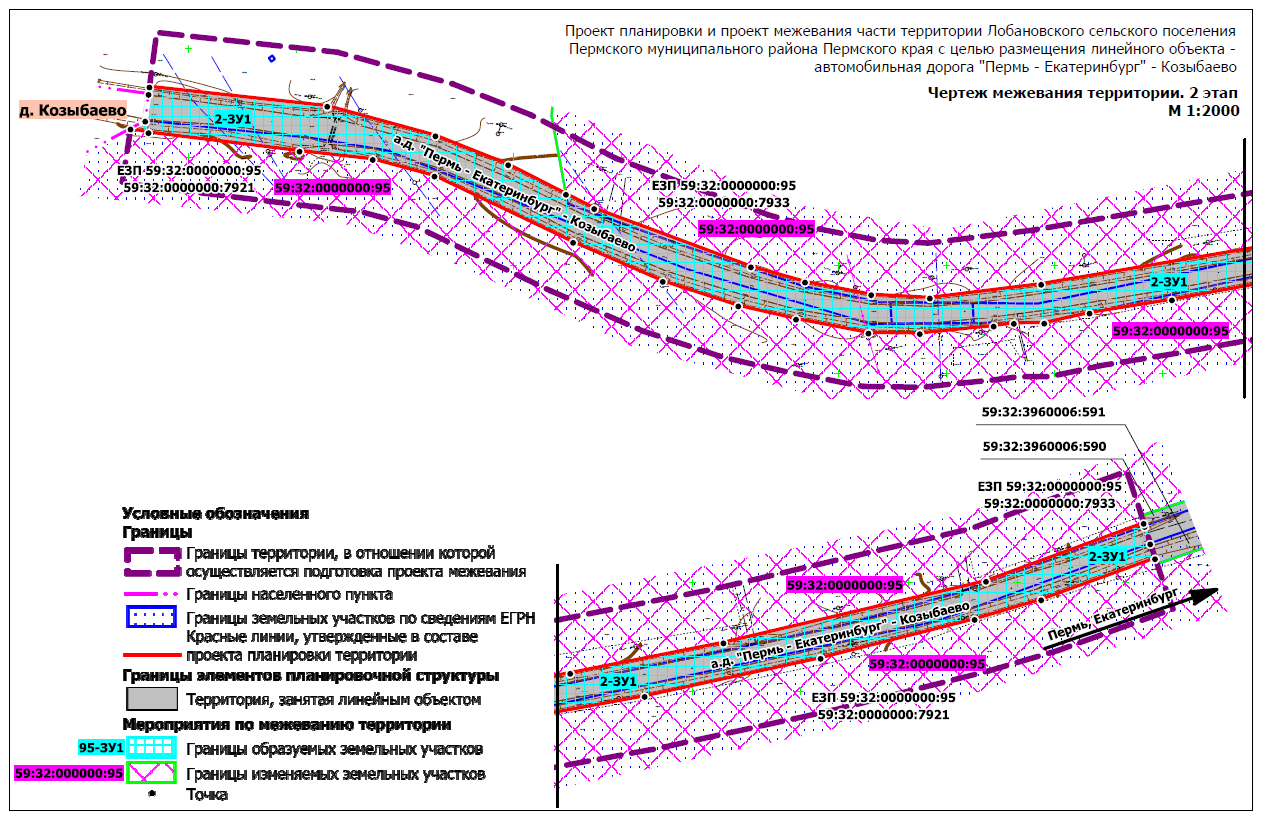 Проект планировки и проект межевания части территории Лобановского сельского поселения
Пермского муниципального района Пермского края с целью размещения линейного объекта -
автомобильная дорога "Пермь - Екатеринбург" - Козыбаево
Чертеж межевания территории. 2 этап
М 1:2000
д. Козыбаево
2-ЗУ1
а.д. "Пермь - Екатеринбург" - Козыбаево
ЕЗП 59:32:0000000:95
59:32:0000000:7921
59:32:0000000:95
ЕЗП 59:32:0000000:95
59:32:0000000:7933
59:32:0000000:95
2-ЗУ1
59:32:0000000:95
59:32:3960006:591
59:32:3960006:590
ЕЗП 59:32:0000000:95
59:32:0000000:7933
2-ЗУ1
59:32:0000000:95
Пермь, Екатеринбург
а.д. "Пермь - Екатеринбург" - Козыбаево
59:32:0000000:95
2-ЗУ1
ЕЗП 59:32:0000000:95
59:32:0000000:7921
Условные обозначения
Границы
Границы территории, в отношении которой
осуществляется подготовка проекта межевания
Границы населенного пункта
Границы земельных участков по сведениям ЕГРН
Красные линии, утвержденные в составе
проекта планировки территории
Границы элементов планировочной структуры
Территория, занятая линейным объектом
Мероприятия по межеванию территории
95-ЗУ1 Границы образуемых земельных участков
59:32:000000:95 Границы изменяемых земельных участков
Точка